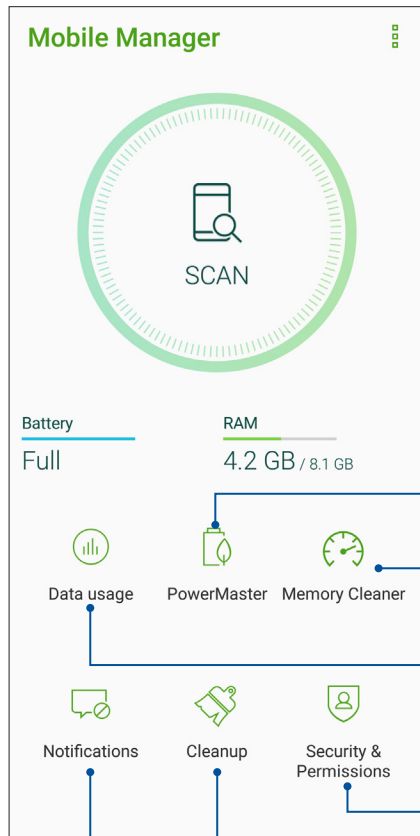 Mobile Manager
SCAN
Battery RAM
Full 4.2 GB / 8.1 GB
Data usage PowerMaster Memory Cleaner
Notifications Cleanup Security &
Permissions